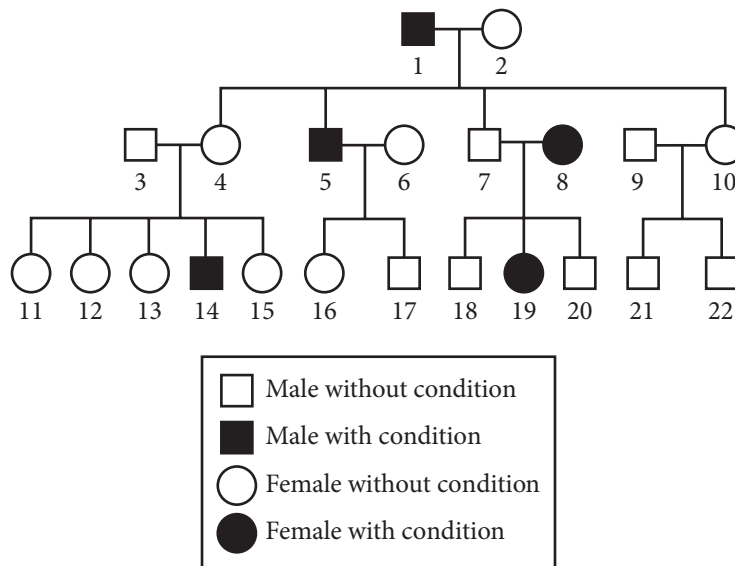 1 2
3 4 5 6 7 8 9 10
11 12 13 14 15 16 17 18 19 20 21 22
Male without condition
Male with condition
Female without condition
Female with condition